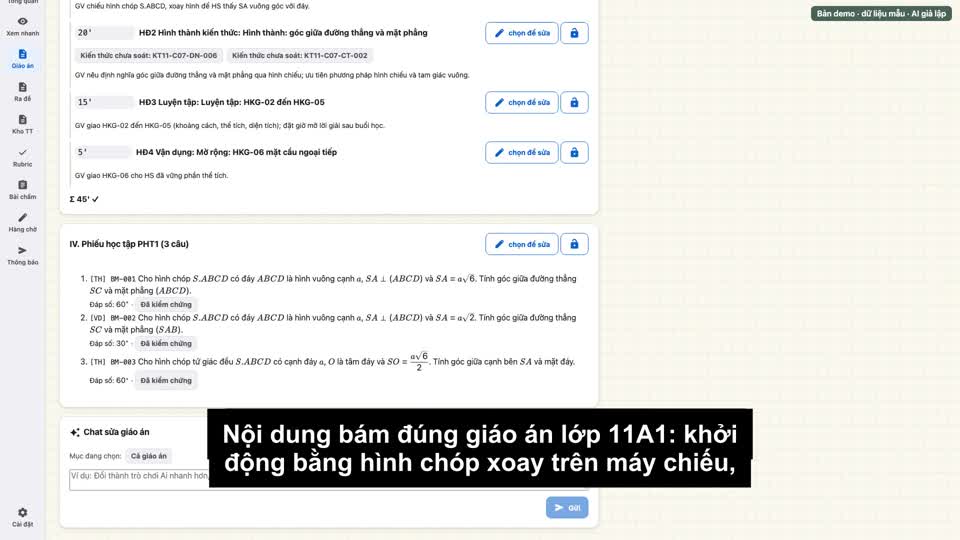 Tổng quan
GV chiếu hình chóp S.ABCD, xoay hình để HS thấy SA vuông góc với đáy.
Bản demo · dữ liệu mẫu · AI giả lập
Xem nhanh
20'
HĐ2 Hình thành kiến thức: Hình thành: góc giữa đường thẳng và mặt phẳng
chọn để sửa
Kiến thức chưa soát: KT11-C07-DN-006
Kiến thức chưa soát: KT11-C07-CT-002
Giáo án
GV nêu định nghĩa góc giữa đường thẳng và mặt phẳng qua hình chiếu; ưu tiên phương pháp hình chiếu và tam giác vuông.
Ra đề
15'
HĐ3 Luyện tập: Luyện tập: HKG-02 đến HKG-05
chọn để sửa
GV giao HKG-02 đến HKG-05 (khoảng cách, thể tích, diện tích); đặt giờ mở lời giải sau buổi học.
Kho TT
5'
HĐ4 Vận dụng: Mở rộng: HKG-06 mặt cầu ngoại tiếp
chọn để sửa
Rubric
GV giao HKG-06 cho HS đã vững phần thể tích.
Bài chấm
Σ 45' ✓
Hàng chờ
IV. Phiếu học tập PHT1 (3 câu)
chọn để sửa
Thông báo
1. [TH] BM-001 Cho hình chóp S.ABCD có đáy ABCD là hình vuông cạnh a, SA ⊥ (ABCD) và SA = a√6. Tính góc giữa đường thẳng
SC và mặt phẳng (ABCD).
Đáp số: 60° · Đã kiểm chứng
2. [VD] BM-002 Cho hình chóp S.ABCD có đáy ABCD là hình vuông cạnh a, SA ⊥ (ABCD) và SA = a√2. Tính góc giữa đường thẳng
SC và mặt phẳng (SAB).
Đáp số: 30° · Đã kiểm chứng
3. [TH] BM-003 Cho hình chóp tứ giác đều S.ABCD có cạnh đáy a, O là tâm đáy và SO = a√6/2. Tính góc giữa cạnh bên SA và mặt đáy.
Đáp số: 60° · Đã kiểm chứng
Chat sửa giáo án
Mục đang chọn: Cả giáo án
Ví dụ: Đổi thành trò chơi Ai nhanh hơn,
Gửi
Cài đặt
Nội dung bám đúng giáo án lớp 11A1: khởi
động bằng hình chóp xoay trên máy chiếu,